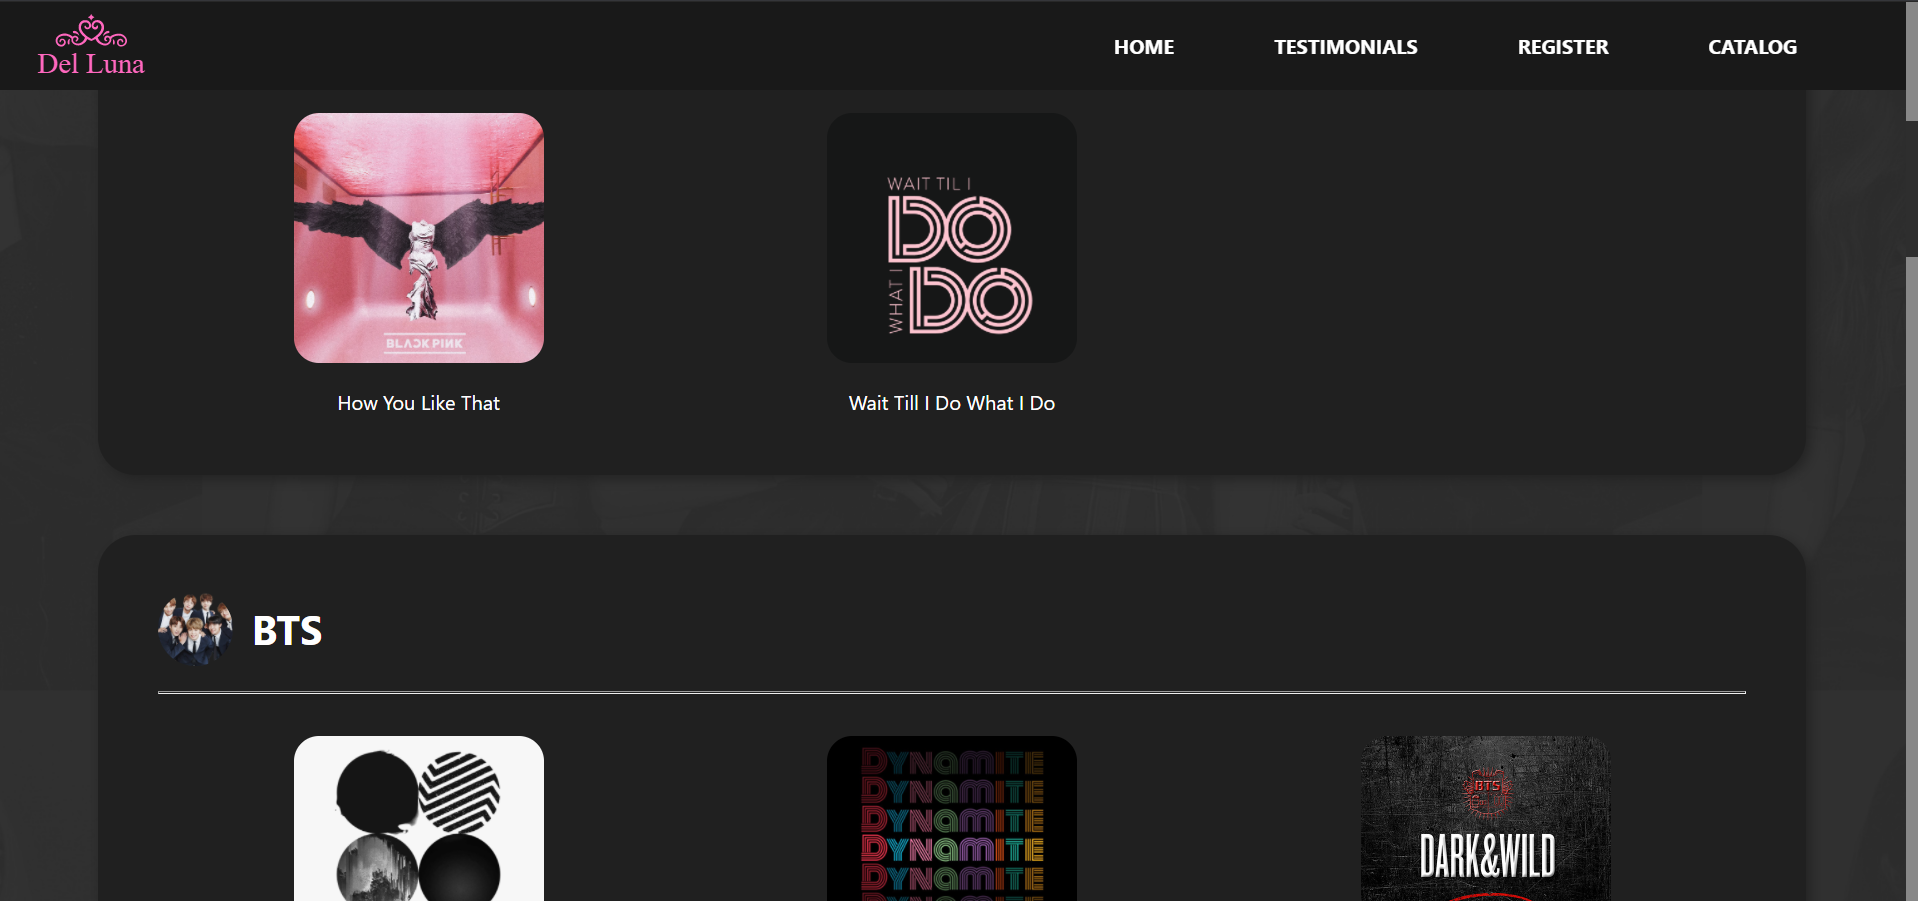 Del Luna
HOME
TESTIMONIALS
REGISTER
CATALOG
BLACKPINK
WAIT TIL I
DO
WHAT I
DO
How You Like That
Wait Till I Do What I Do
BTS
DYNAMITE
DYNAMITE
DYNAMITE
DYNAMITE
DYNAMITE
DYNAMITE
BTS
DARK&WILD